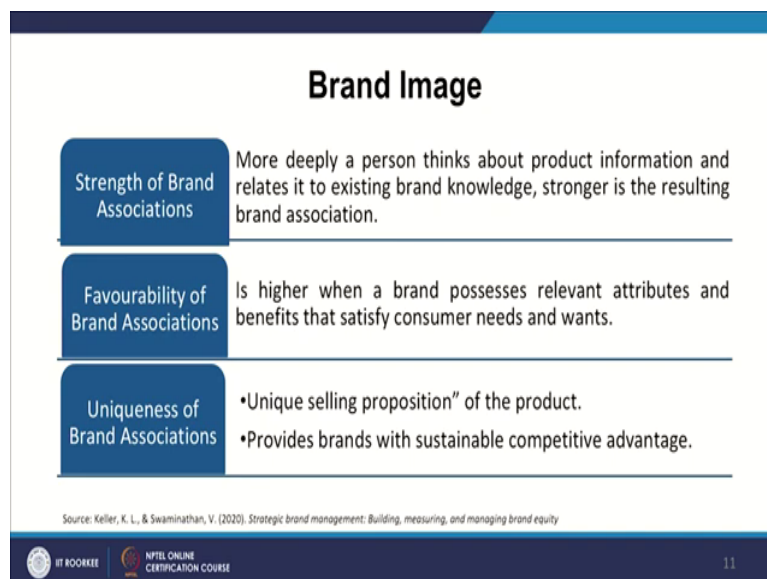 Brand Image
Strength of Brand
Associations
More deeply a person thinks about product information and
relates it to existing brand knowledge, stronger is the resulting
brand association.
Favourability of
Brand Associations
Is higher when a brand possesses relevant attributes and
benefits that satisfy consumer needs and wants.
Uniqueness of
Brand Associations
•Unique selling proposition” of the product.
•Provides brands with sustainable competitive advantage.
Source: Keller, K. L., & Swaminathan, V. (2020). Strategic brand management: Building, measuring, and managing brand equity
IIT ROORKEE
NPTEL ONLINE
CERTIFICATION COURSE
11